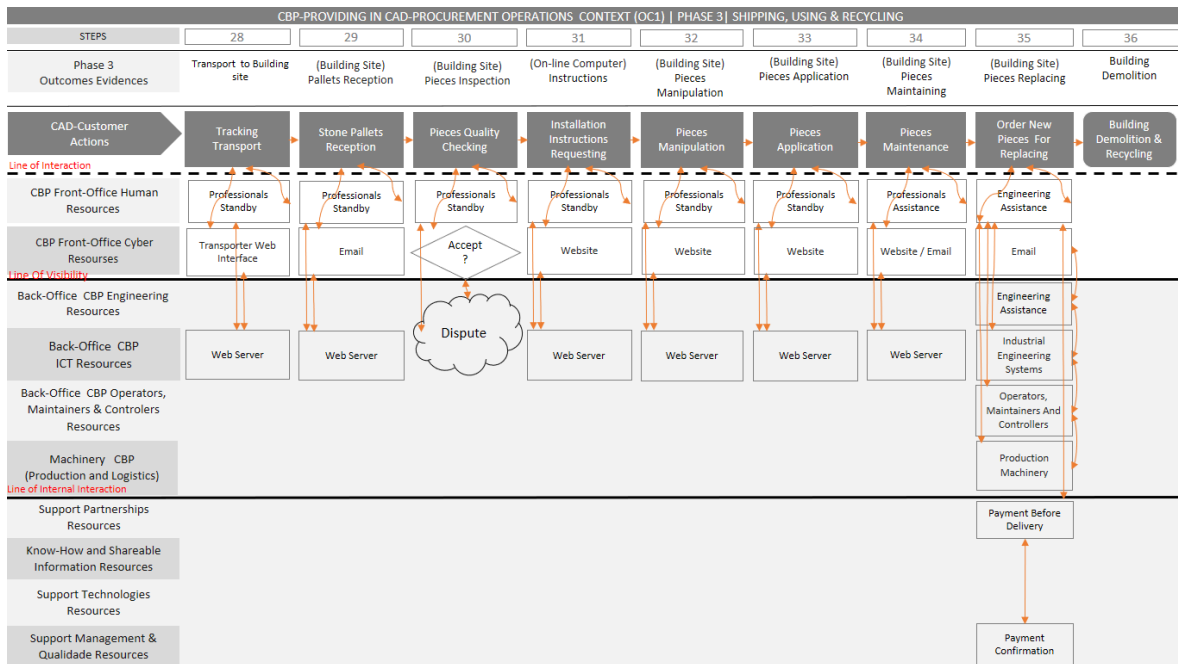 CBP-PROVIDING IN CAD-PROCUREMENT OPERATIONS CONTEXT (OC1) | PHASE 3| SHIPPING, USING & RECYCLING
STEPS
28
29
30
31
32
33
34
35
36
Phase 3
Outcomes Evidences
Transport to Building
site
(Building Site)
Pallets Reception
(Building Site)
Pieces Inspection
(On-line Computer)
Instructions
(Building Site)
Pieces
Manipulation
(Building Site)
Pieces Application
(Building Site)
Pieces
Maintaining
(Building Site)
Pieces Replacing
Building
Demolition
CAD-Customer
Actions
Tracking
Transport
Stone Pallets
Reception
Pieces Quality
Checking
Installation
Instructions
Requesting
Pieces
Manipulation
Pieces
Application
Pieces
Maintenance
Order New
Pieces For
Replacing
Building
Demolition &
Recycling
Line of Interaction
CBP Front-Office Human
Resources
Professionals
Standby
Professionals
Standby
Professionals
Standby
Professionals
Standby
Professionals
Standby
Professionals
Standby
Professionals
Assistance
Engineering
Assistance
CBP Front-Office Cyber
Resourses
Transporter Web
Interface
Email
Accept
?
Website
Website
Website
Website / Email
Email
Line Of Visibility
Back-Office CBP Engineering
Resources
Engineering
Assistance
Back-Office CBP
ICT Resources
Web Server
Web Server
Dispute
Web Server
Web Server
Web Server
Web Server
Industrial
Engineering
Systems
Back-Office CBP Operators,
Maintainers & Controlers
Resources
Operators,
Maintainers And
Controllers
Machinery CBP
(Production and Logistics)
Production
Machinery
Line of Internal Interaction
Support Partnerships
Resources
Payment Before
Delivery
Know-How and Shareable
Information Resources
Support Technologies
Resources
Support Management &
Qualidade Resources
Payment
Confirmation